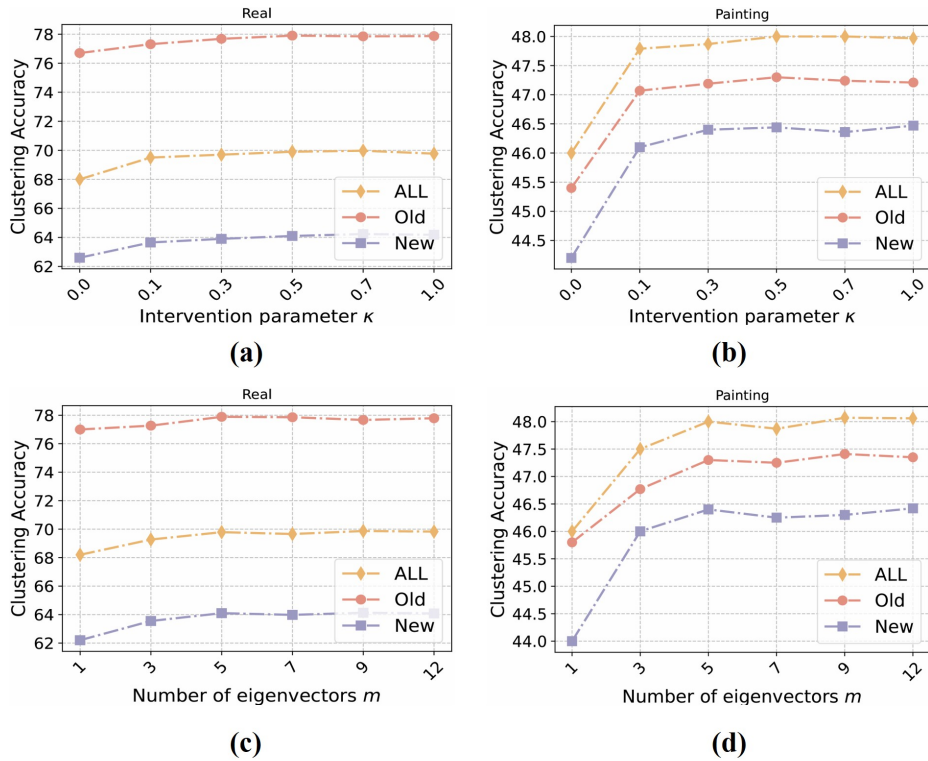 Real
Clustering Accuracy
78
76
74
72
70
68
66
64
62
ALL
Old
New
0.0
0.1
0.3
0.5
0.7
1.0
Intervention parameter κ
(a)
Painting
Clustering Accuracy
48.0
47.5
47.0
46.5
46.0
45.5
45.0
44.5
ALL
Old
New
0.0
0.1
0.3
0.5
0.7
1.0
Intervention parameter κ
(b)
Real
Clustering Accuracy
78
76
74
72
70
68
66
64
62
ALL
Old
New
1
3
5
7
9
12
Number of eigenvectors m
(c)
Painting
Clustering Accuracy
48.0
47.5
47.0
46.5
46.0
45.5
45.0
44.5
44.0
ALL
Old
New
1
3
5
7
9
12
Number of eigenvectors m
(d)